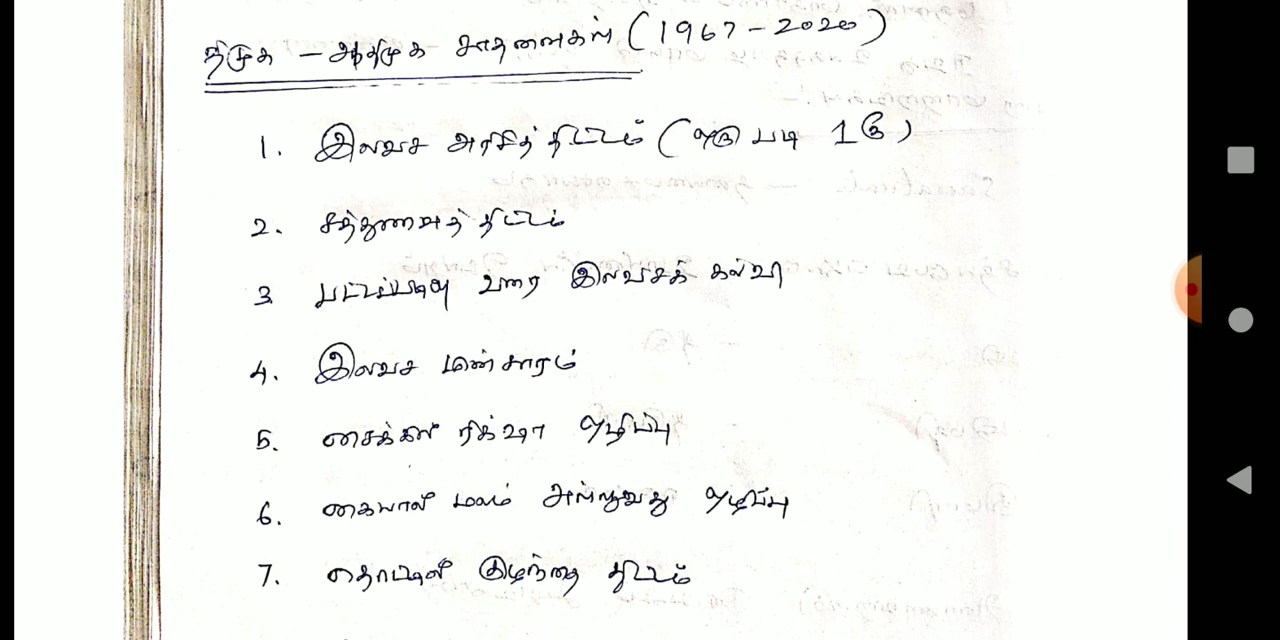 திமுக – அதிமுக சாதனைகள் (1967 – 2020)
1. இலவச அரிசித் திட்டம் (ஒரு படி 1 ரூ)
2. சத்துணவுத் திட்டம்
3. பட்டப்படிப்பு வரை இலவசக் கல்வி
4. இலவச மின்சாரம்
5. சைக்கிள் ரிக்‌ஷா ஒழிப்பு
6. கையால் மலம் அள்ளுவது ஒழிப்பு
7. தொட்டில் குழந்தை திட்டம்